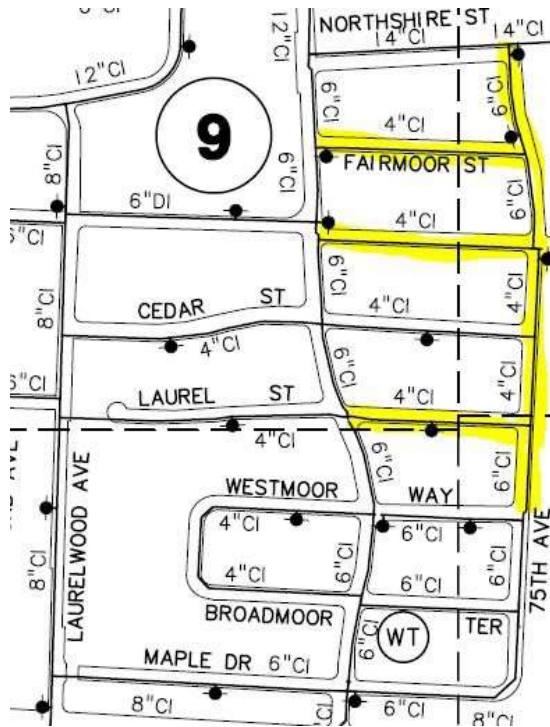 NORTHSHIRE ST
14"CI
14"CI
12"CI
12"CI
6"CI
6"CI
4"CI
9
FAIRMOOR ST
8"CI
6"CI
6"DI
4"CI
6"CI
6"CI
8"CI
CEDAR ST
4"CI
4"CI
4"CI
6"CI
6"CI
LAUREL ST
4"CI
4"CI
4"CI
6"CI
6"CI
WESTMOOR WAY
LAURELWOOD AVE
75TH AVE
4"CI
6"CI
8"CI
4"CI
6"CI
6"CI
6"CI
BROADMOOR TER
WT
6"CI
MAPLE DR
6"CI
8"CI
6"CI
8"CI